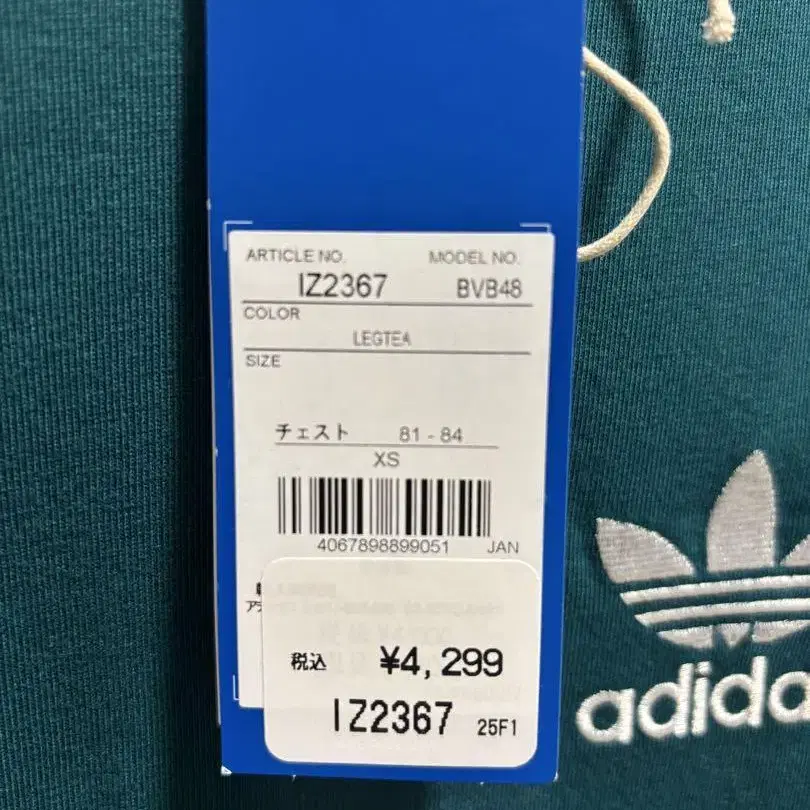 ARTICLE NO. MODEL NO.
IZ2367 BVB48
COLOR
LEGTEA
SIZE
チェスト 81 - 84
XS
4067898899051 JAN
税込 ¥4,299
IZ2367 25F1
adidas